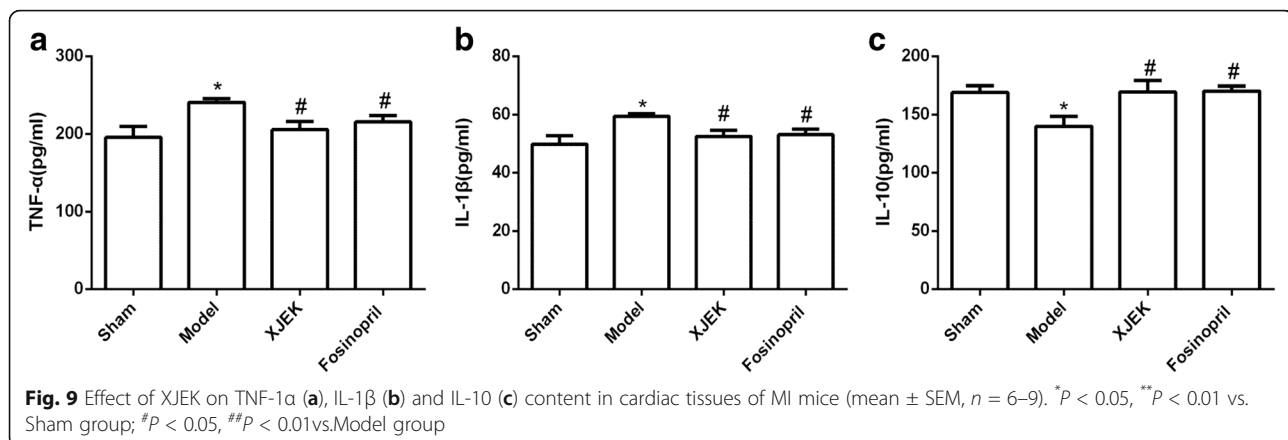 a
b
c
300
200
100
0
TNF-α(pg/ml)
*
#
#
Sham
Model
XJEK
Fosinopril
80
60
40
20
0
IL-1β(pg/ml)
*
#
#
Sham
Model
XJEK
Fosinopril
200
150
100
50
0
IL-10(pg/ml)
*
#
#
Sham
Model
XJEK
Fosinopril
Fig. 9 Effect of XJEK on TNF-1α (a), IL-1β (b) and IL-10 (c) content in cardiac tissues of MI mice (mean ± SEM, n = 6–9). *P < 0.05, **P < 0.01 vs.
Sham group; #P < 0.05, ##P < 0.01vs.Model group